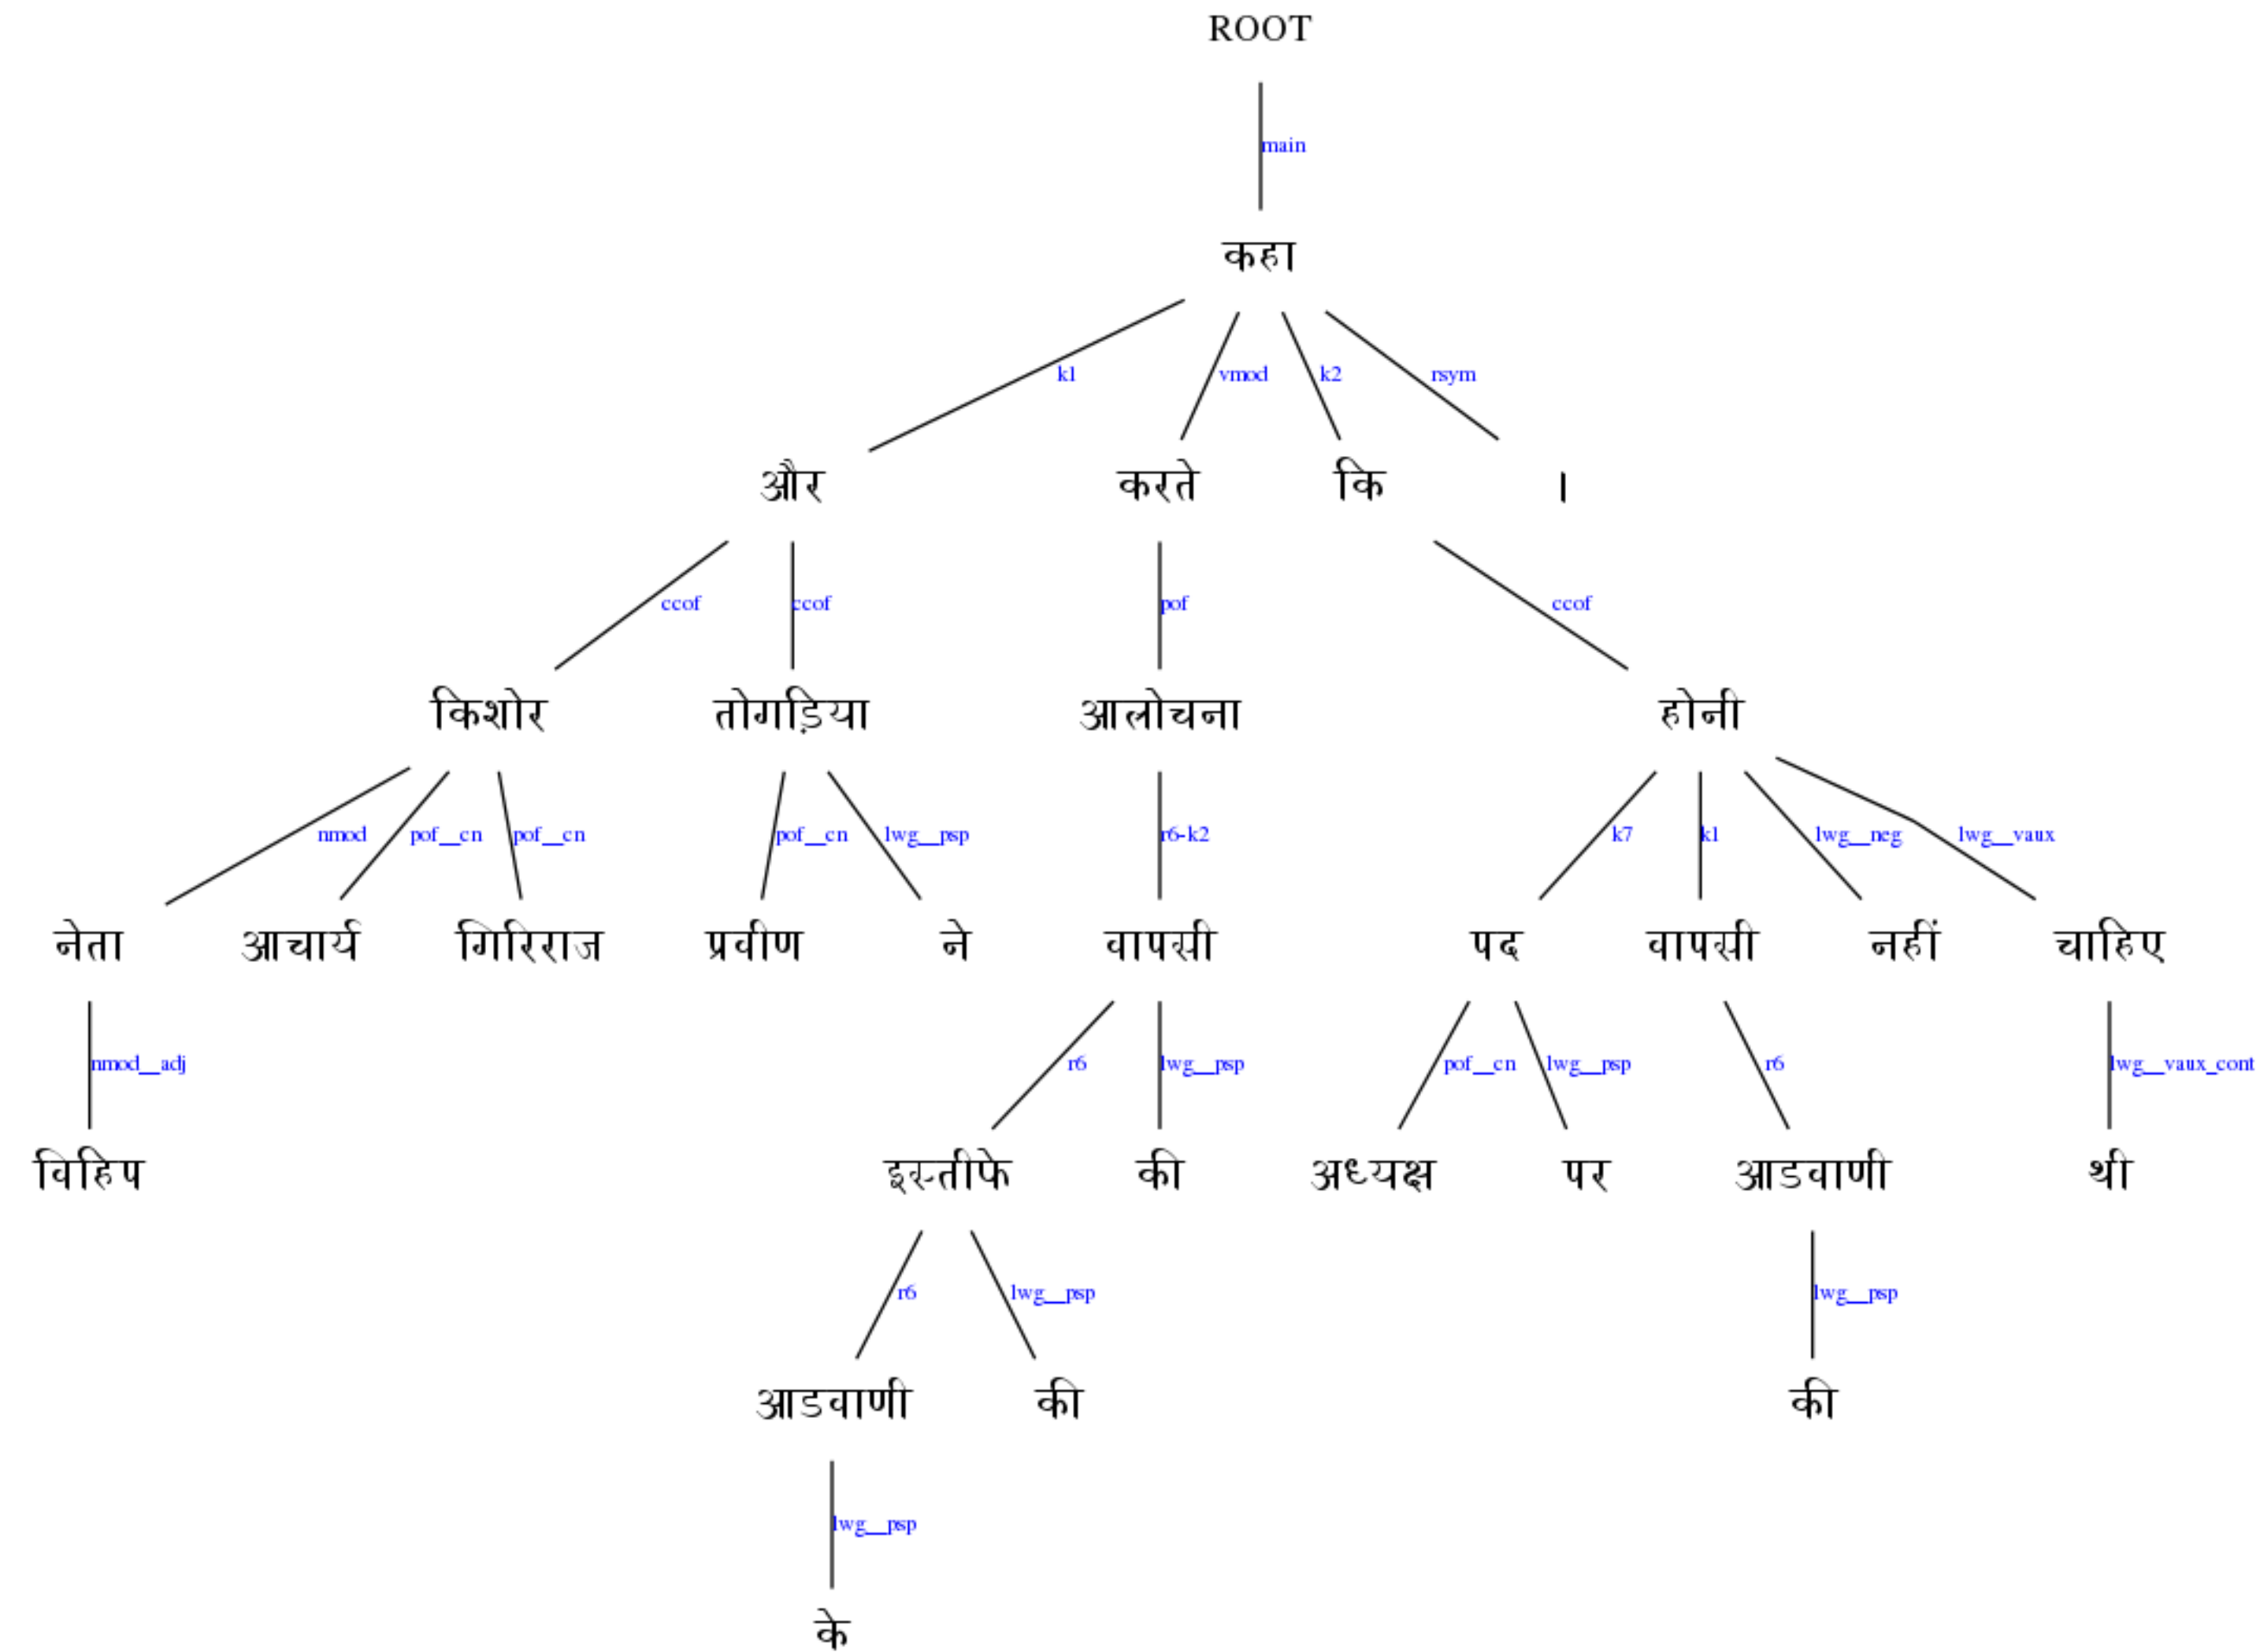 ROOT
main
कहा
k1 vmod k2 rsym
और करते कि ।
ccof ccof pof ccof
किशोर तोगड़िया आलोचना होनी
nmod pof__cn pof__cn pof__cn lwg__psp r6-k2 k7 k1 lwg__neg lwg__vaux
नेता आचार्य गिरिराज प्रवीण ने वापसी पद वापसी नहीं चाहिए
nmod__adj r6 lwg__psp pof__cn lwg__psp r6 lwg__vaux_cont
विहिप इस्तीफे की अध्यक्ष पर आडवाणी थी
r6 lwg__psp lwg__psp
आडवाणी की की
lwg__psp
के